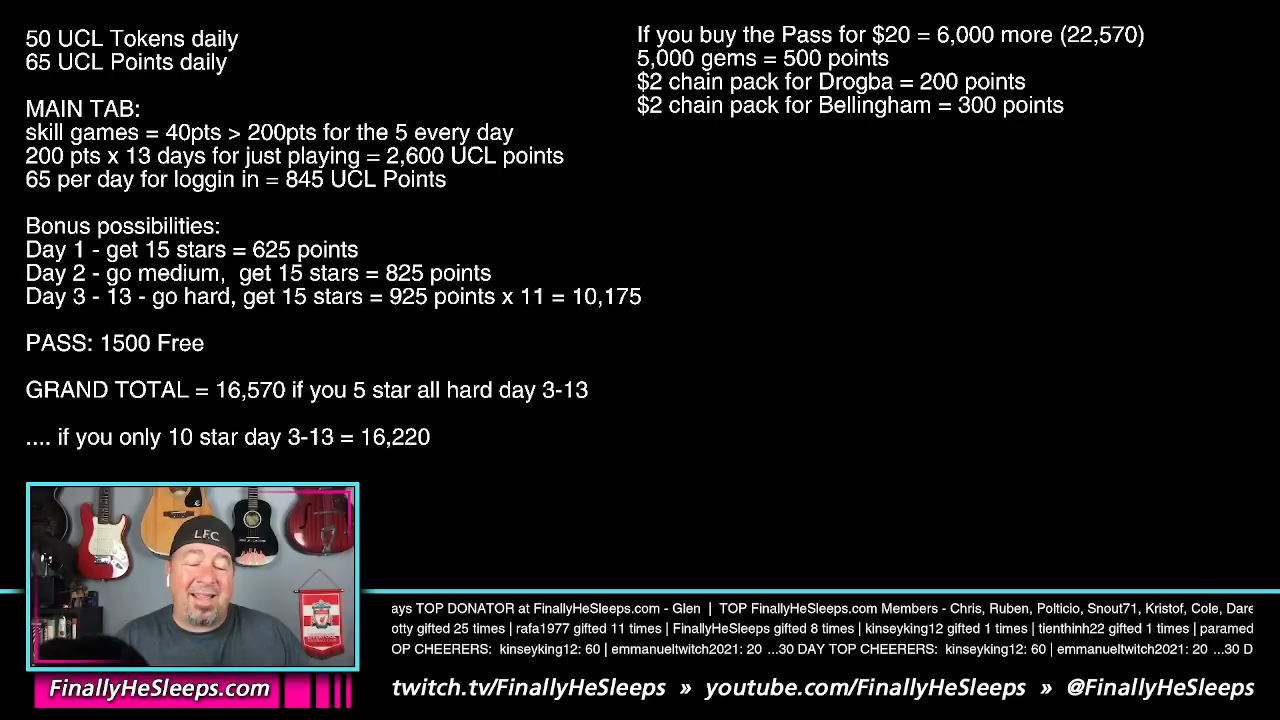 50 UCL Tokens daily
65 UCL Points daily
MAIN TAB:
skill games = 40pts > 200pts for the 5 every day
200 pts x 13 days for just playing = 2,600 UCL points
65 per day for loggin in = 845 UCL Points
Bonus possibilities:
Day 1 - get 15 stars = 625 points
Day 2 - go medium, get 15 stars = 825 points
Day 3 - 13 - go hard, get 15 stars = 925 points x 11 = 10,175
PASS: 1500 Free
GRAND TOTAL = 16,570 if you 5 star all hard day 3-13
.... if you only 10 star day 3-13 = 16,220
If you buy the Pass for $20 = 6,000 more (22,570)
5,000 gems = 500 points
$2 chain pack for Drogba = 200 points
$2 chain pack for Bellingham = 300 points
L.F.C.
ays TOP DONATOR at FinallyHeSleeps.com - Glen | TOP FinallyHeSleeps.com Members - Chris, Ruben, Polticio, Snout71, Kristof, Cole, Dare
otty gifted 25 times | rafa1977 gifted 11 times | FinallyHeSleeps gifted 8 times | kinseyking12 gifted 1 times | tienthinh22 gifted 1 times | paramed
OP CHEERERS: kinseyking12: 60 | emmanueltwitch2021: 20 ...30 DAY TOP CHEERERS: kinseyking12: 60 | emmanueltwitch2021: 20 ...30 D
FinallyHeSleeps.com
twitch.tv/FinallyHeSleeps » youtube.com/FinallyHeSleeps » @FinallyHeSleeps